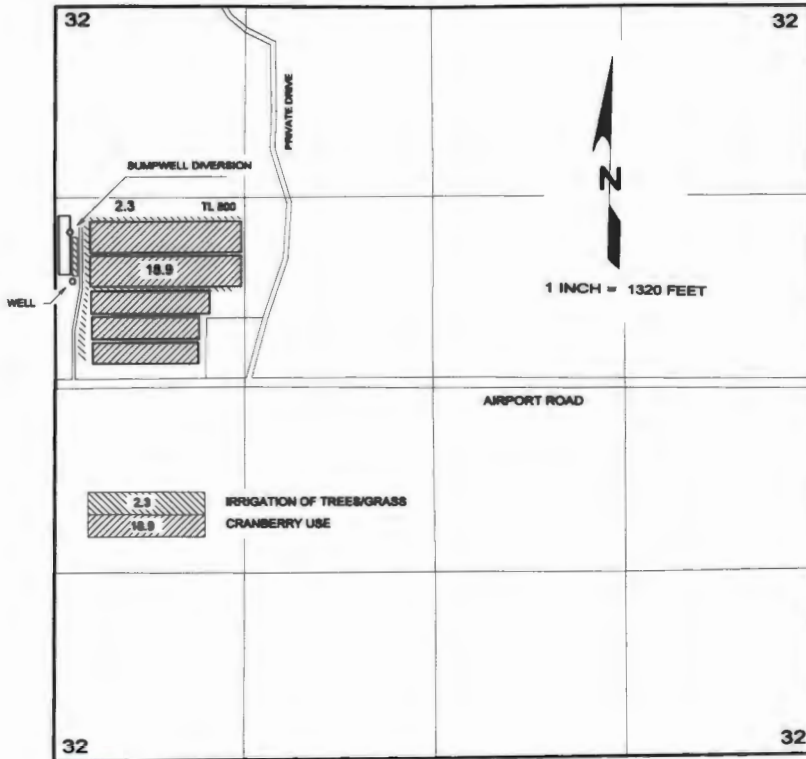 32 32
PRIVATE DRIVE
SUMPWELL DIVERSION
2.3 TL 800
18.9
WELL
N
1 INCH = 1320 FEET
AIRPORT ROAD
2.3 IRRIGATION OF TREES/GRASS
18.9 CRANBERRY USE
32 32